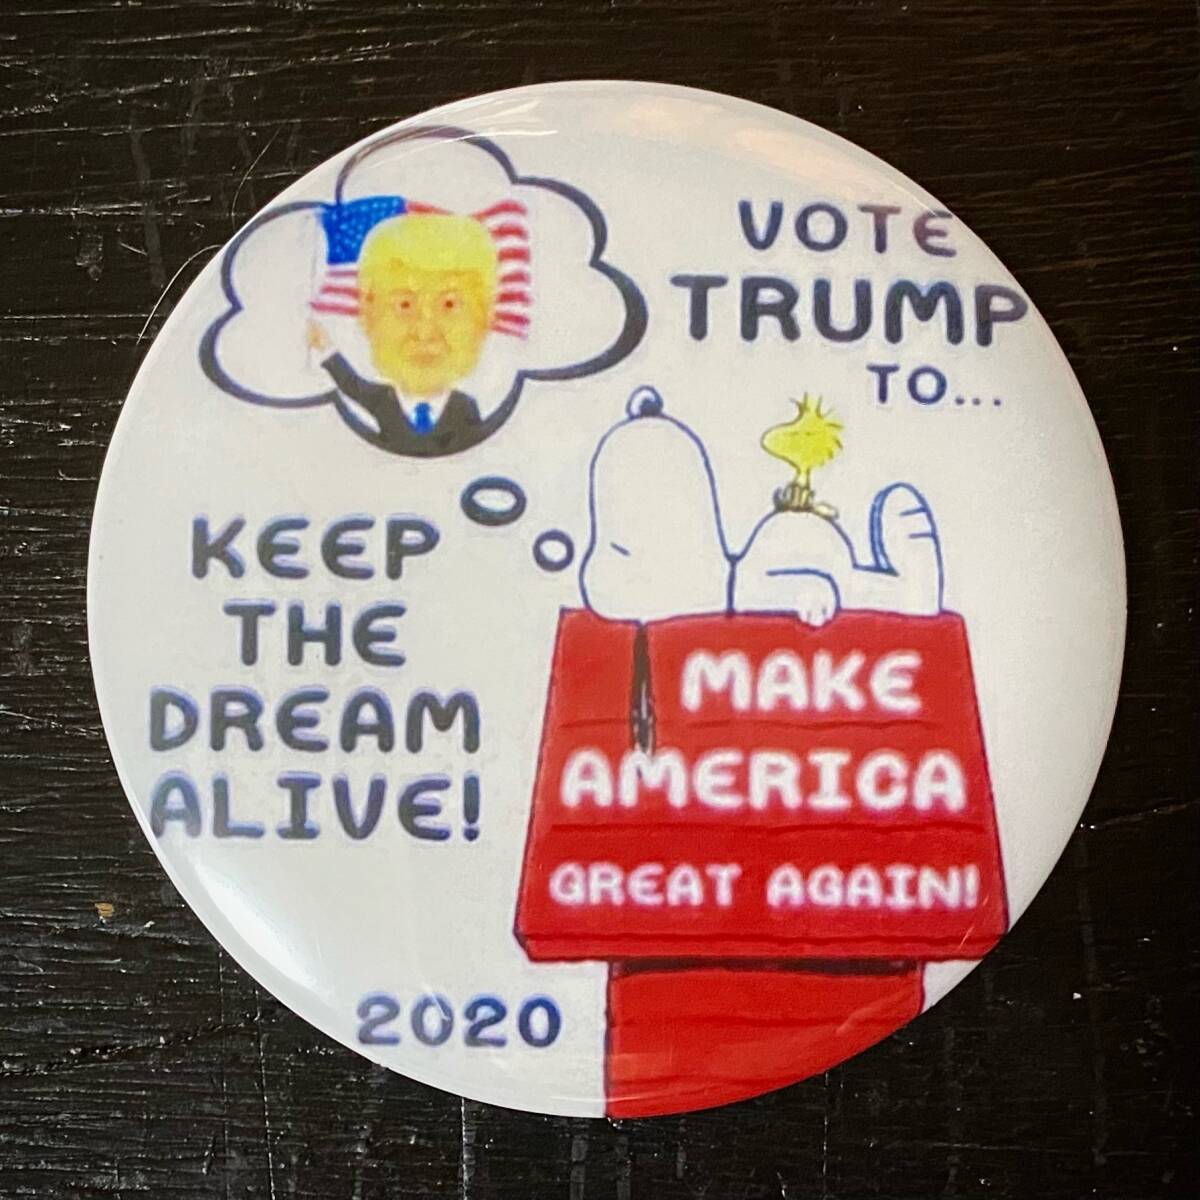 VOTE
TRUMP
TO...
KEEP
THE
DREAM
ALIVE!
MAKE
AMERICA
GREAT AGAIN!
2020